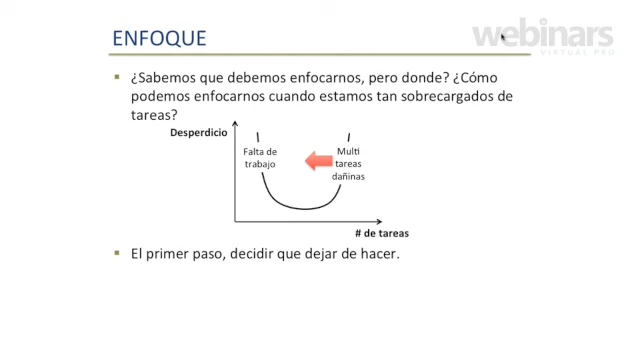 ENFOQUE
webinars
VIRTUAL PRO
¿Sabemos que debemos enfocarnos, pero donde? ¿Cómo
podemos enfocarnos cuando estamos tan sobrecargados de
tareas?
Desperdicio
Falta de
trabajo
Multi
tareas
dañinas
# de tareas
El primer paso, decidir que dejar de hacer.